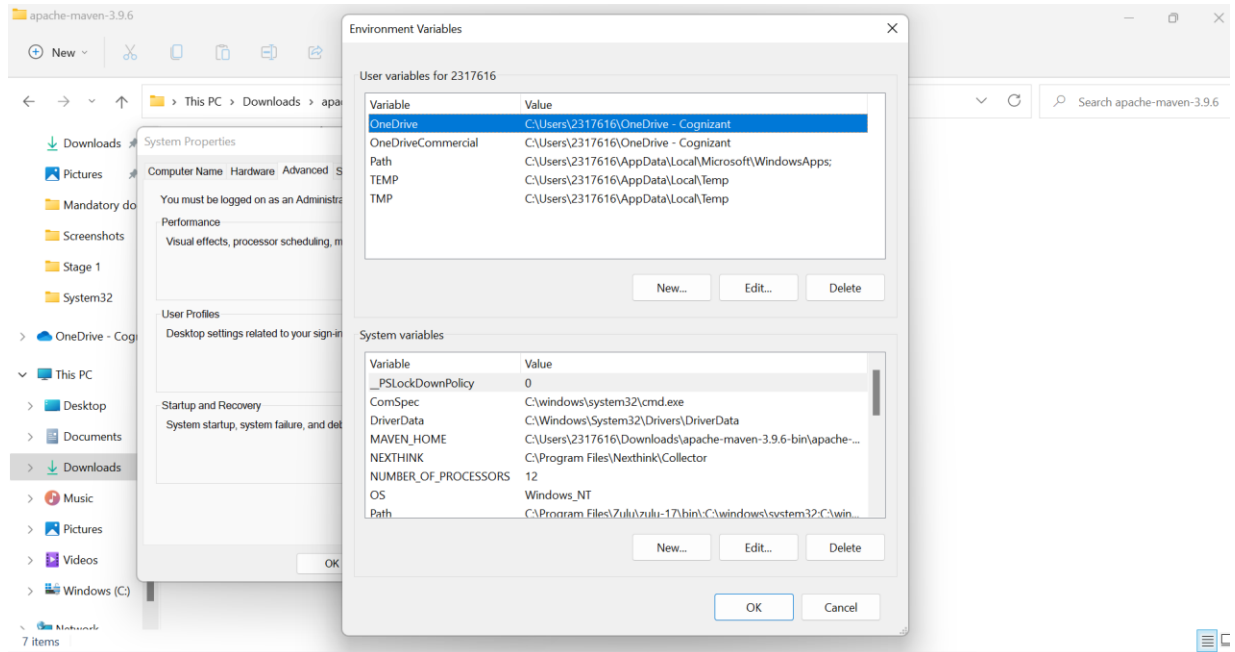 apache-maven-3.9.6
New
This PC > Downloads > apa
Search apache-maven-3.9.6
Downloads
Pictures
Mandatory do
Screenshots
Stage 1
System32
OneDrive - Cog
This PC
Desktop
Documents
Downloads
Music
Pictures
Videos
Windows (C:)
Network
7 items
System Properties
Computer Name Hardware Advanced S
You must be logged on as an Administra
Performance
Visual effects, processor scheduling, m
User Profiles
Desktop settings related to your sign-in
Startup and Recovery
System startup, system failure, and deb
OK
Environment Variables
User variables for 2317616
Variable Value
OneDrive C:\Users\2317616\OneDrive - Cognizant
OneDriveCommercial C:\Users\2317616\OneDrive - Cognizant
Path C:\Users\2317616\AppData\Local\Microsoft\WindowsApps;
TEMP C:\Users\2317616\AppData\Local\Temp
TMP C:\Users\2317616\AppData\Local\Temp
New... Edit... Delete
System variables
Variable Value
__PSLockDownPolicy 0
ComSpec C:\windows\system32\cmd.exe
DriverData C:\Windows\System32\Drivers\DriverData
MAVEN_HOME C:\Users\2317616\Downloads\apache-maven-3.9.6-bin\apache-...
NEXTHINK C:\Program Files\Nexthink\Collector
NUMBER_OF_PROCESSORS 12
OS Windows_NT
Path C:\Program Files\Zulu\zulu-17\bin\;C:\windows\system32;C:\win...
New... Edit... Delete
OK Cancel